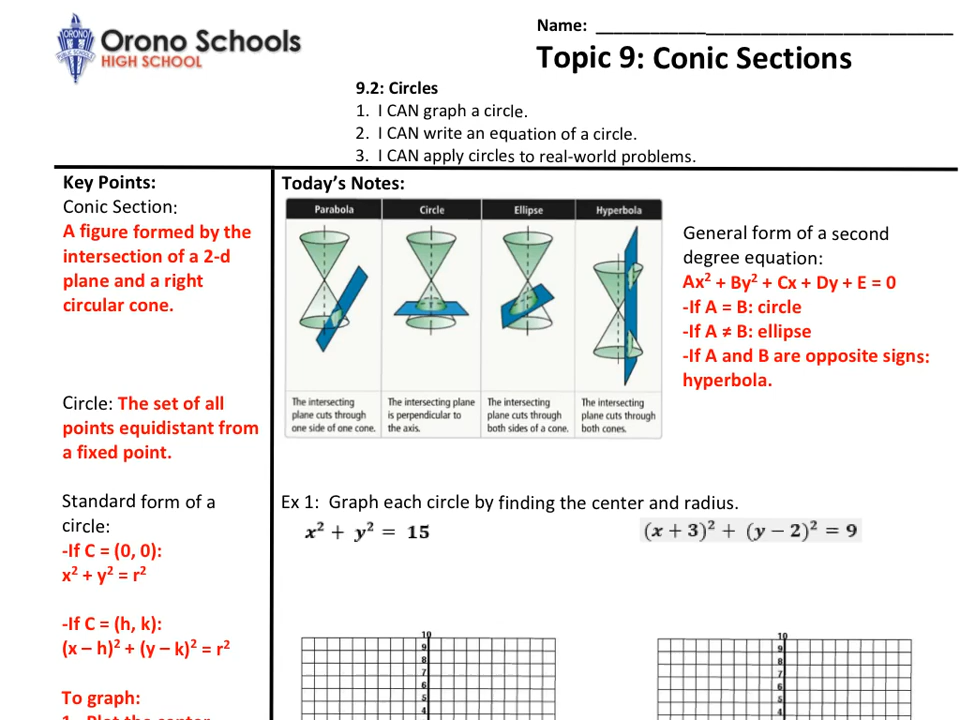 Orono Schools
HIGH SCHOOL
ORONO
Name: ___________________________________
Topic 9: Conic Sections
9.2: Circles
1. I CAN graph a circle.
2. I CAN write an equation of a circle.
3. I CAN apply circles to real-world problems.
Key Points:
Conic Section:
A figure formed by the
intersection of a 2-d
plane and a right
circular cone.
Circle: The set of all
points equidistant from
a fixed point.
Standard form of a
circle:
-If C = (0, 0):
x² + y² = r²
-If C = (h, k):
(x – h)² + (y – k)² = r²
To graph:
Today's Notes:
Parabola
Circle
Ellipse
Hyperbola
The intersecting
plane cuts through
one side of one cone.
The intersecting plane
is perpendicular to
the axis.
The intersecting
plane cuts through
both sides of a cone.
The intersecting
plane cuts through
both cones.
General form of a second
degree equation:
Ax² + By² + Cx + Dy + E = 0
-If A = B: circle
-If A ≠ B: ellipse
-If A and B are opposite signs:
hyperbola.
Ex 1: Graph each circle by finding the center and radius.
x² + y² = 15
(x + 3)² + (y − 2)² = 9
10
9
8
7
6
5
4
10
9
8
7
6
5
4